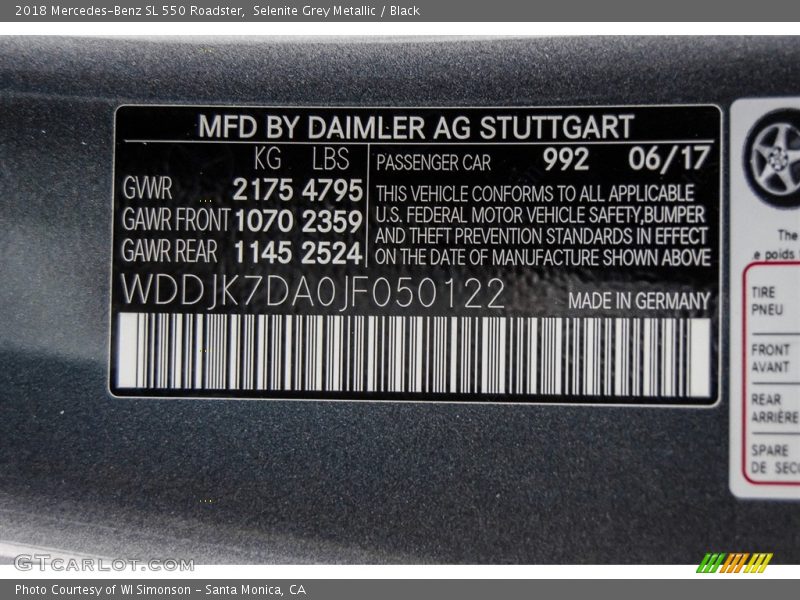 2018 Mercedes-Benz SL 550 Roadster, Selenite Grey Metallic / Black
MFD BY DAIMLER AG STUTTGART
KG LBS
GVWR 2175 4795
GAWR FRONT 1070 2359
GAWR REAR 1145 2524
PASSENGER CAR 992 06/17
THIS VEHICLE CONFORMS TO ALL APPLICABLE
U.S. FEDERAL MOTOR VEHICLE SAFETY,BUMPER
AND THEFT PREVENTION STANDARDS IN EFFECT
ON THE DATE OF MANUFACTURE SHOWN ABOVE
WDDJK7DA0JF050122
MADE IN GERMANY
The
e poids
TIRE
PNEU
FRONT
AVANT
REAR
ARRIÈRE
SPARE
DE SECO
GTCarLot.com
Photo Courtesy of WI Simonson - Santa Monica, CA